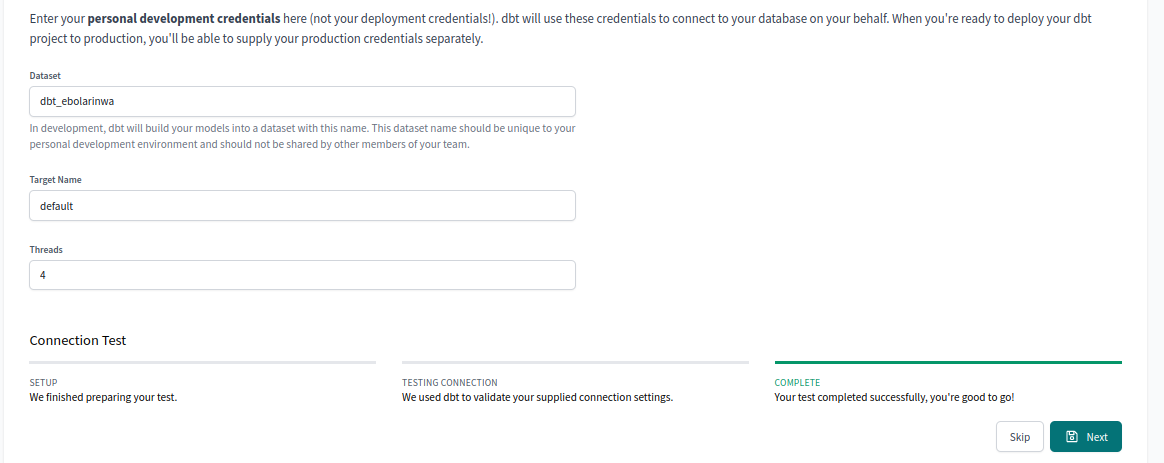 Enter your personal development credentials here (not your deployment credentials!). dbt will use these credentials to connect to your database on your behalf. When you're ready to deploy your dbt
project to production, you'll be able to supply your production credentials separately.
Dataset
dbt_ebolarinwa
In development, dbt will build your models into a dataset with this name. This dataset name should be unique to your
personal development environment and should not be shared by other members of your team.
Target Name
default
Threads
4
Connection Test
SETUP
We finished preparing your test.
TESTING CONNECTION
We used dbt to validate your supplied connection settings.
COMPLETE
Your test completed successfully, you're good to go!
Skip
Next